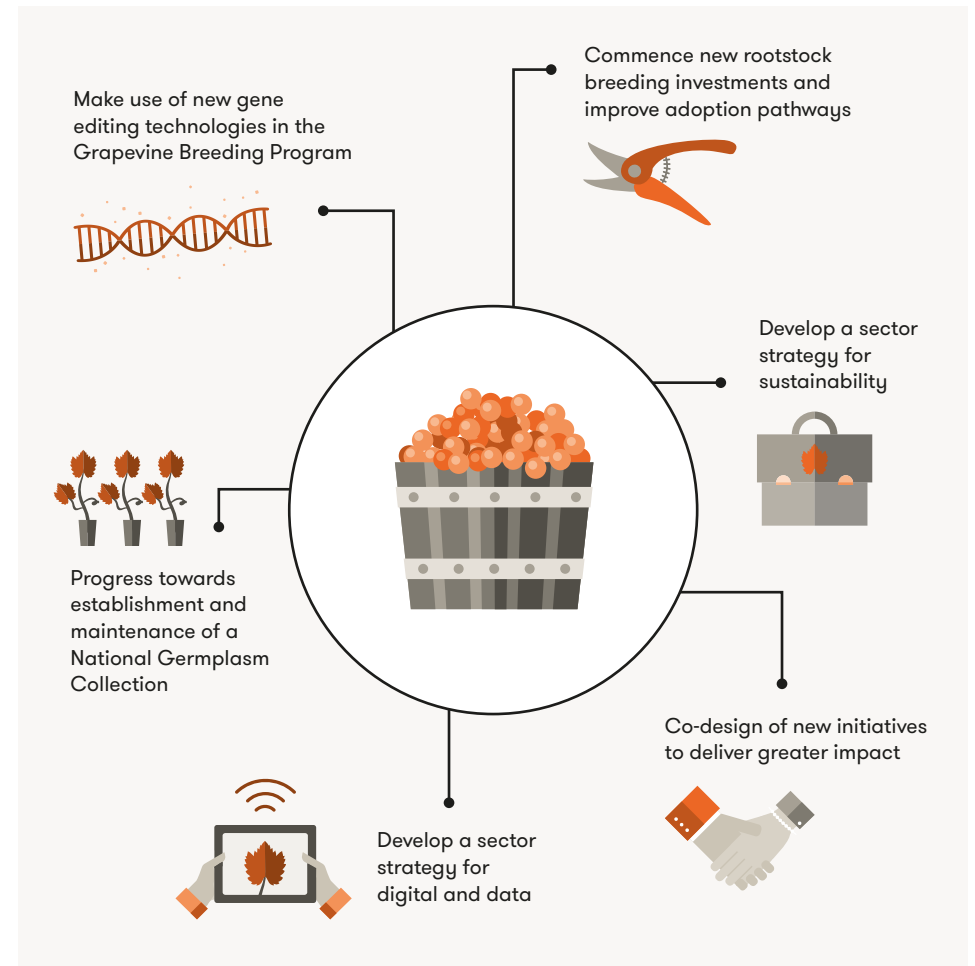 Make use of new gene
editing technologies in the
Grapevine Breeding Program
Commence new rootstock
breeding investments and
improve adoption pathways
Develop a sector
strategy for
sustainability
Progress towards
establishment and
maintenance of a
National Germplasm
Collection
Co-design of new initiatives
to deliver greater impact
Develop a sector
strategy for
digital and data